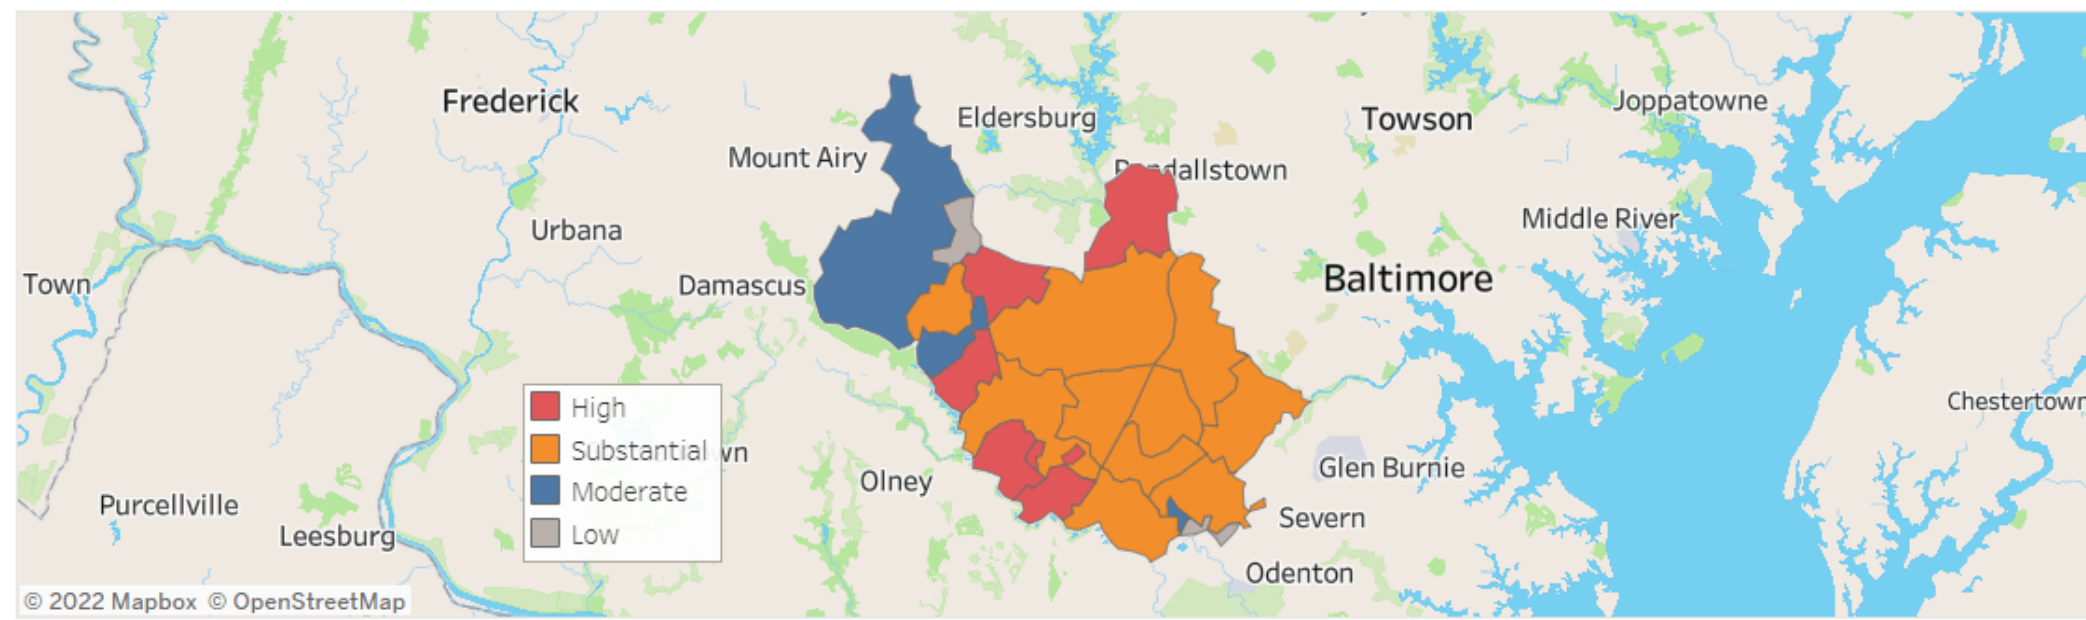 Frederick
Eldersburg
Joppatowne
Towson
Mount Airy
Middle River
Urbana
Town
Damascus
Baltimore
High
Substantial
Moderate
Low
Chestertown
Olney
Glen Burnie
Purcellville
Leesburg
Severn
Odenton
© 2022 Mapbox © OpenStreetMap